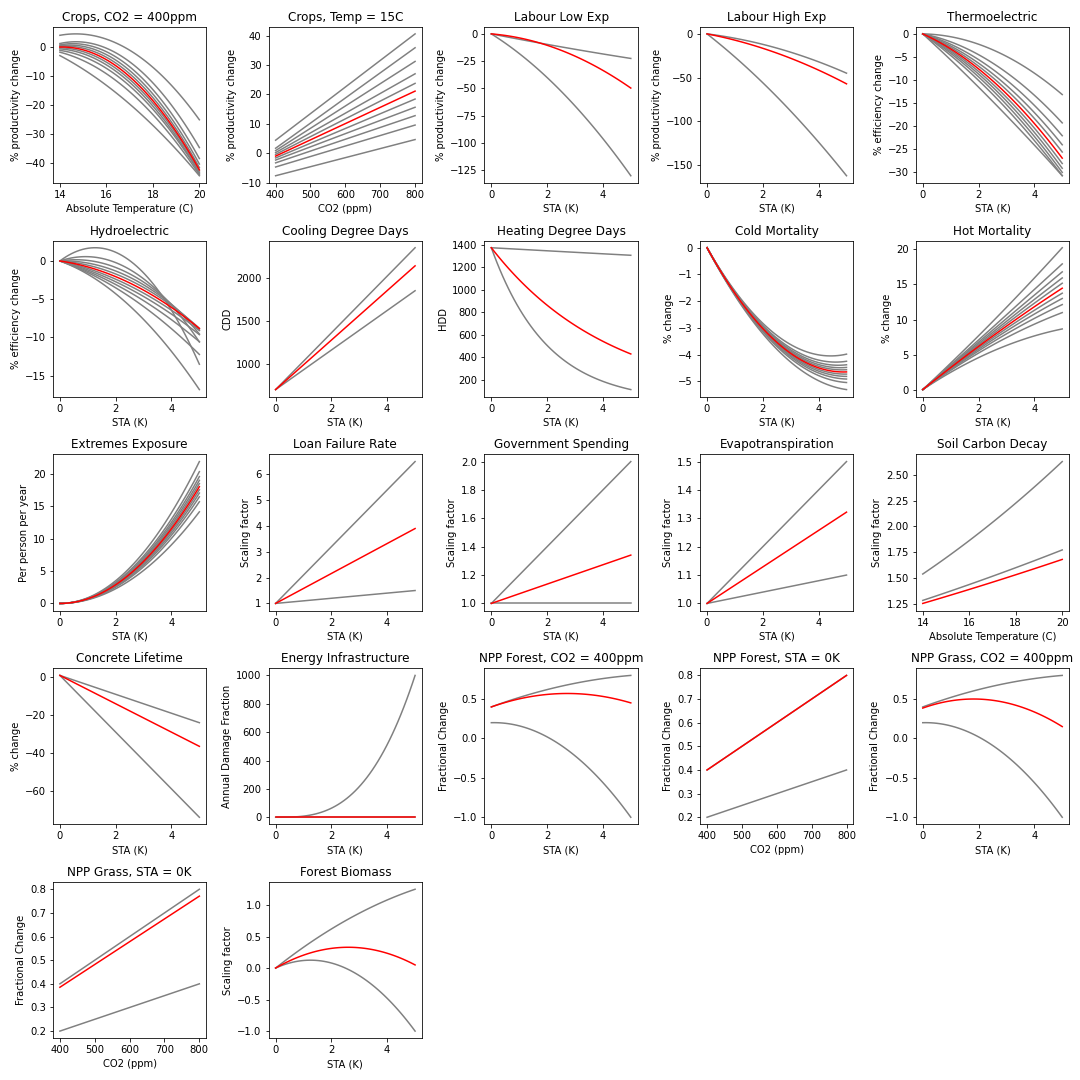 Crops, CO2 = 400ppm
% productivity change
0
−10
−20
−30
−40
14 16 18 20
Absolute Temperature (C)
Crops, Temp = 15C
% productivity change
40
30
20
10
0
−10
400 500 600 700 800
CO2 (ppm)
Labour Low Exp
% productivity change
0
−25
−50
−75
−100
−125
0 2 4
STA (K)
Labour High Exp
% productivity change
0
−50
−100
−150
0 2 4
STA (K)
Thermoelectric
% efficiency change
0
−5
−10
−15
−20
−25
−30
0 2 4
STA (K)
Hydroelectric
% efficiency change
0
−5
−10
−15
0 2 4
STA (K)
Cooling Degree Days
CDD
2000
1500
1000
0 2 4
STA (K)
Heating Degree Days
HDD
1400
1200
1000
800
600
400
200
0 2 4
STA (K)
Cold Mortality
% change
0
−1
−2
−3
−4
−5
0 2 4
STA (K)
Hot Mortality
% change
20
15
10
5
0
0 2 4
STA (K)
Extremes Exposure
Per person per year
20
15
10
5
0
0 2 4
STA (K)
Loan Failure Rate
Scaling factor
6
5
4
3
2
1
0 2 4
STA (K)
Government Spending
Scaling factor
2.0
1.8
1.6
1.4
1.2
1.0
0 2 4
STA (K)
Evapotranspiration
Scaling factor
1.5
1.4
1.3
1.2
1.1
1.0
0 2 4
STA (K)
Soil Carbon Decay
Scaling factor
2.50
2.25
2.00
1.75
1.50
1.25
14 16 18 20
Absolute Temperature (C)
Concrete Lifetime
% change
0
−20
−40
−60
0 2 4
STA (K)
Energy Infrastructure
Annual Damage Fraction
1000
800
600
400
200
0
0 2 4
STA (K)
NPP Forest, CO2 = 400ppm
Fractional Change
0.5
0.0
−0.5
−1.0
0 2 4
STA (K)
NPP Forest, STA = 0K
Fractional Change
0.8
0.7
0.6
0.5
0.4
0.3
0.2
400 500 600 700 800
CO2 (ppm)
NPP Grass, CO2 = 400ppm
Fractional Change
0.5
0.0
−0.5
−1.0
0 2 4
STA (K)
NPP Grass, STA = 0K
Fractional Change
0.8
0.7
0.6
0.5
0.4
0.3
0.2
400 500 600 700 800
CO2 (ppm)
Forest Biomass
Scaling factor
1.0
0.5
0.0
−0.5
−1.0
0 2 4
STA (K)